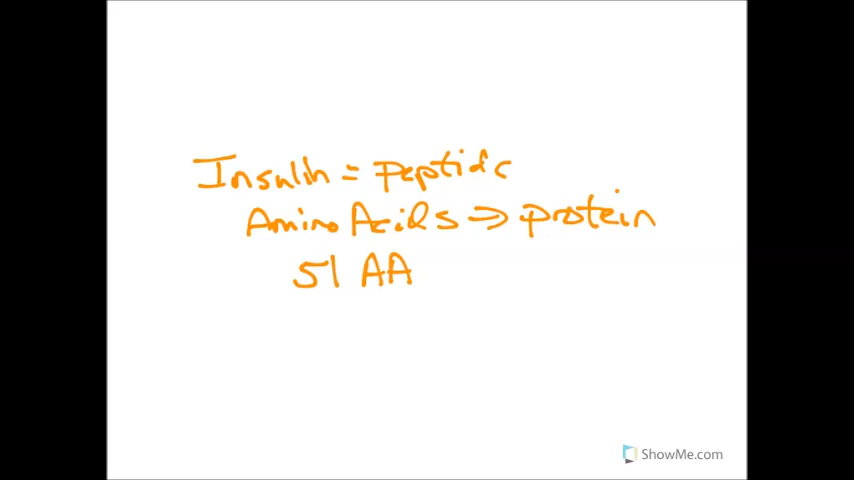 Insulin = peptide
Amino Acids ⇒ protein
51 AA
ShowMe.com